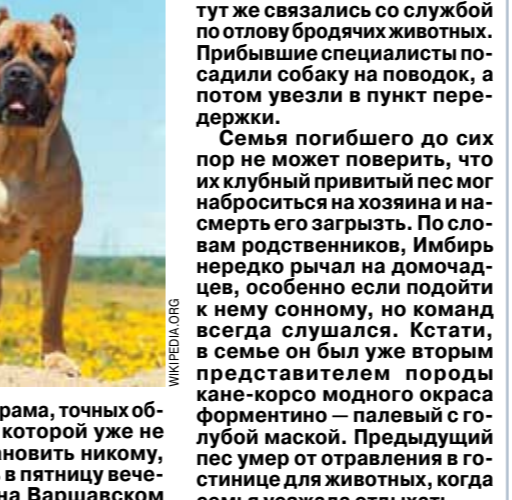 WIKIPEDIA.ORG
рама, точных об-
которой уже не
ановить никому,
в пятницу вече-
на Варшавском
тут же связались со службой
по отлову бродячих животных.
Прибывшие специалисты по-
садили собаку на поводок, а
потом увезли в пункт пере-
держки.
Семья погибшего до сих
пор не может поверить, что
их клубный привитый пес мог
наброситься на хозяина и на-
смерть его загрызть. По сло-
вам родственников, Имбирь
нередко рычал на домочад-
цев, особенно если подойти
к нему сонному, но команд
всегда слушался. Кстати,
в семье он был уже вторым
представителем породы
кане-корсо модного окраса
форментино — палевый с го-
лубой маской. Предыдущий
пес умер от отравления в го-
стинице для животных, когда
семья уезжала отдыхать